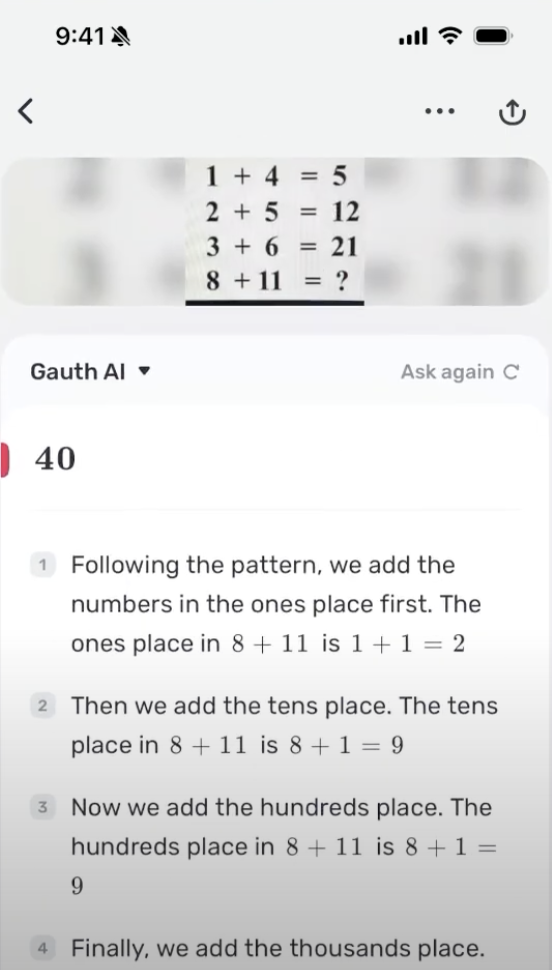 9:41
1 + 4 = 5
2 + 5 = 12
3 + 6 = 21
8 + 11 = ?
Gauth AI
Ask again
40
1 Following the pattern, we add the
numbers in the ones place first. The
ones place in 8 + 11 is 1 + 1 = 2
2 Then we add the tens place. The tens
place in 8 + 11 is 8 + 1 = 9
3 Now we add the hundreds place. The
hundreds place in 8 + 11 is 8 + 1 =
9
4 Finally, we add the thousands place.